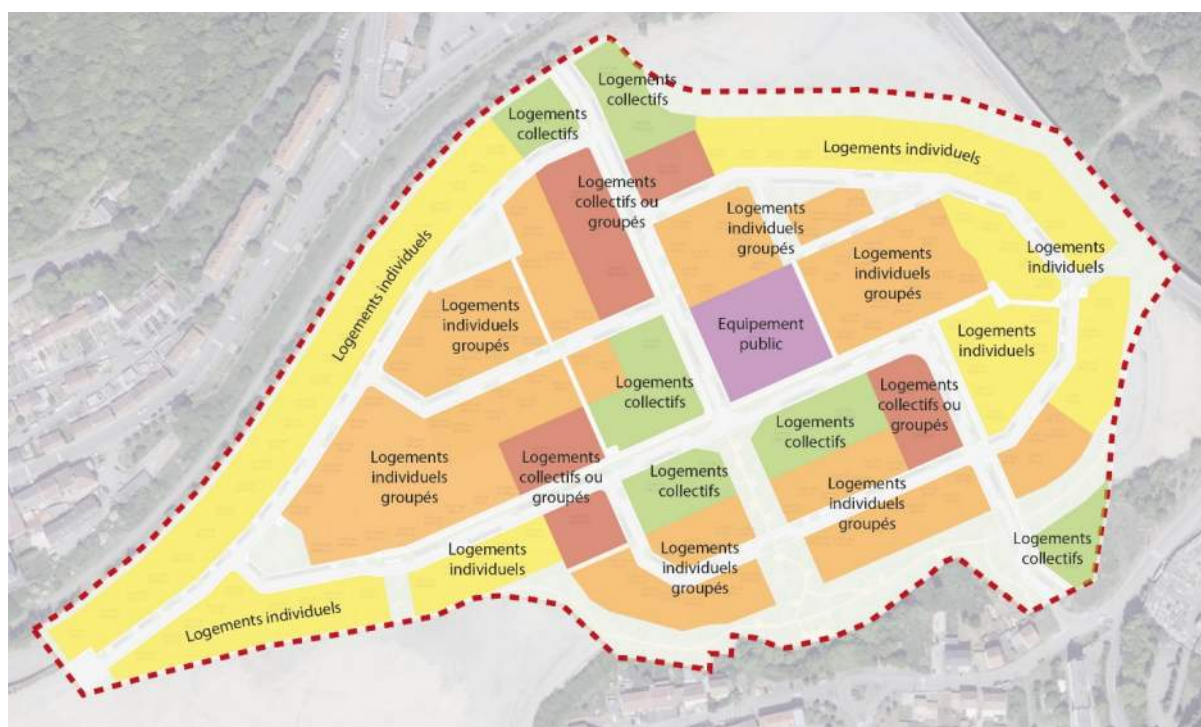 Logements
collectifs
Logements
collectifs
Logements individuels
Logements
collectifs ou
groupés
Logements
individuels
groupés
Logements individuels
Logements
individuels
groupés
Logements
individuels
Logements
individuels
groupés
Equipement
public
Logements
individuels
Logements
collectifs
Logements
collectifs ou
groupés
Logements
collectifs
Logements
individuels
groupés
Logements
collectifs ou
groupés
Logements
collectifs
Logements
individuels
groupés
Logements
individuels
Logements
individuels
groupés
Logements
collectifs
Logements individuels